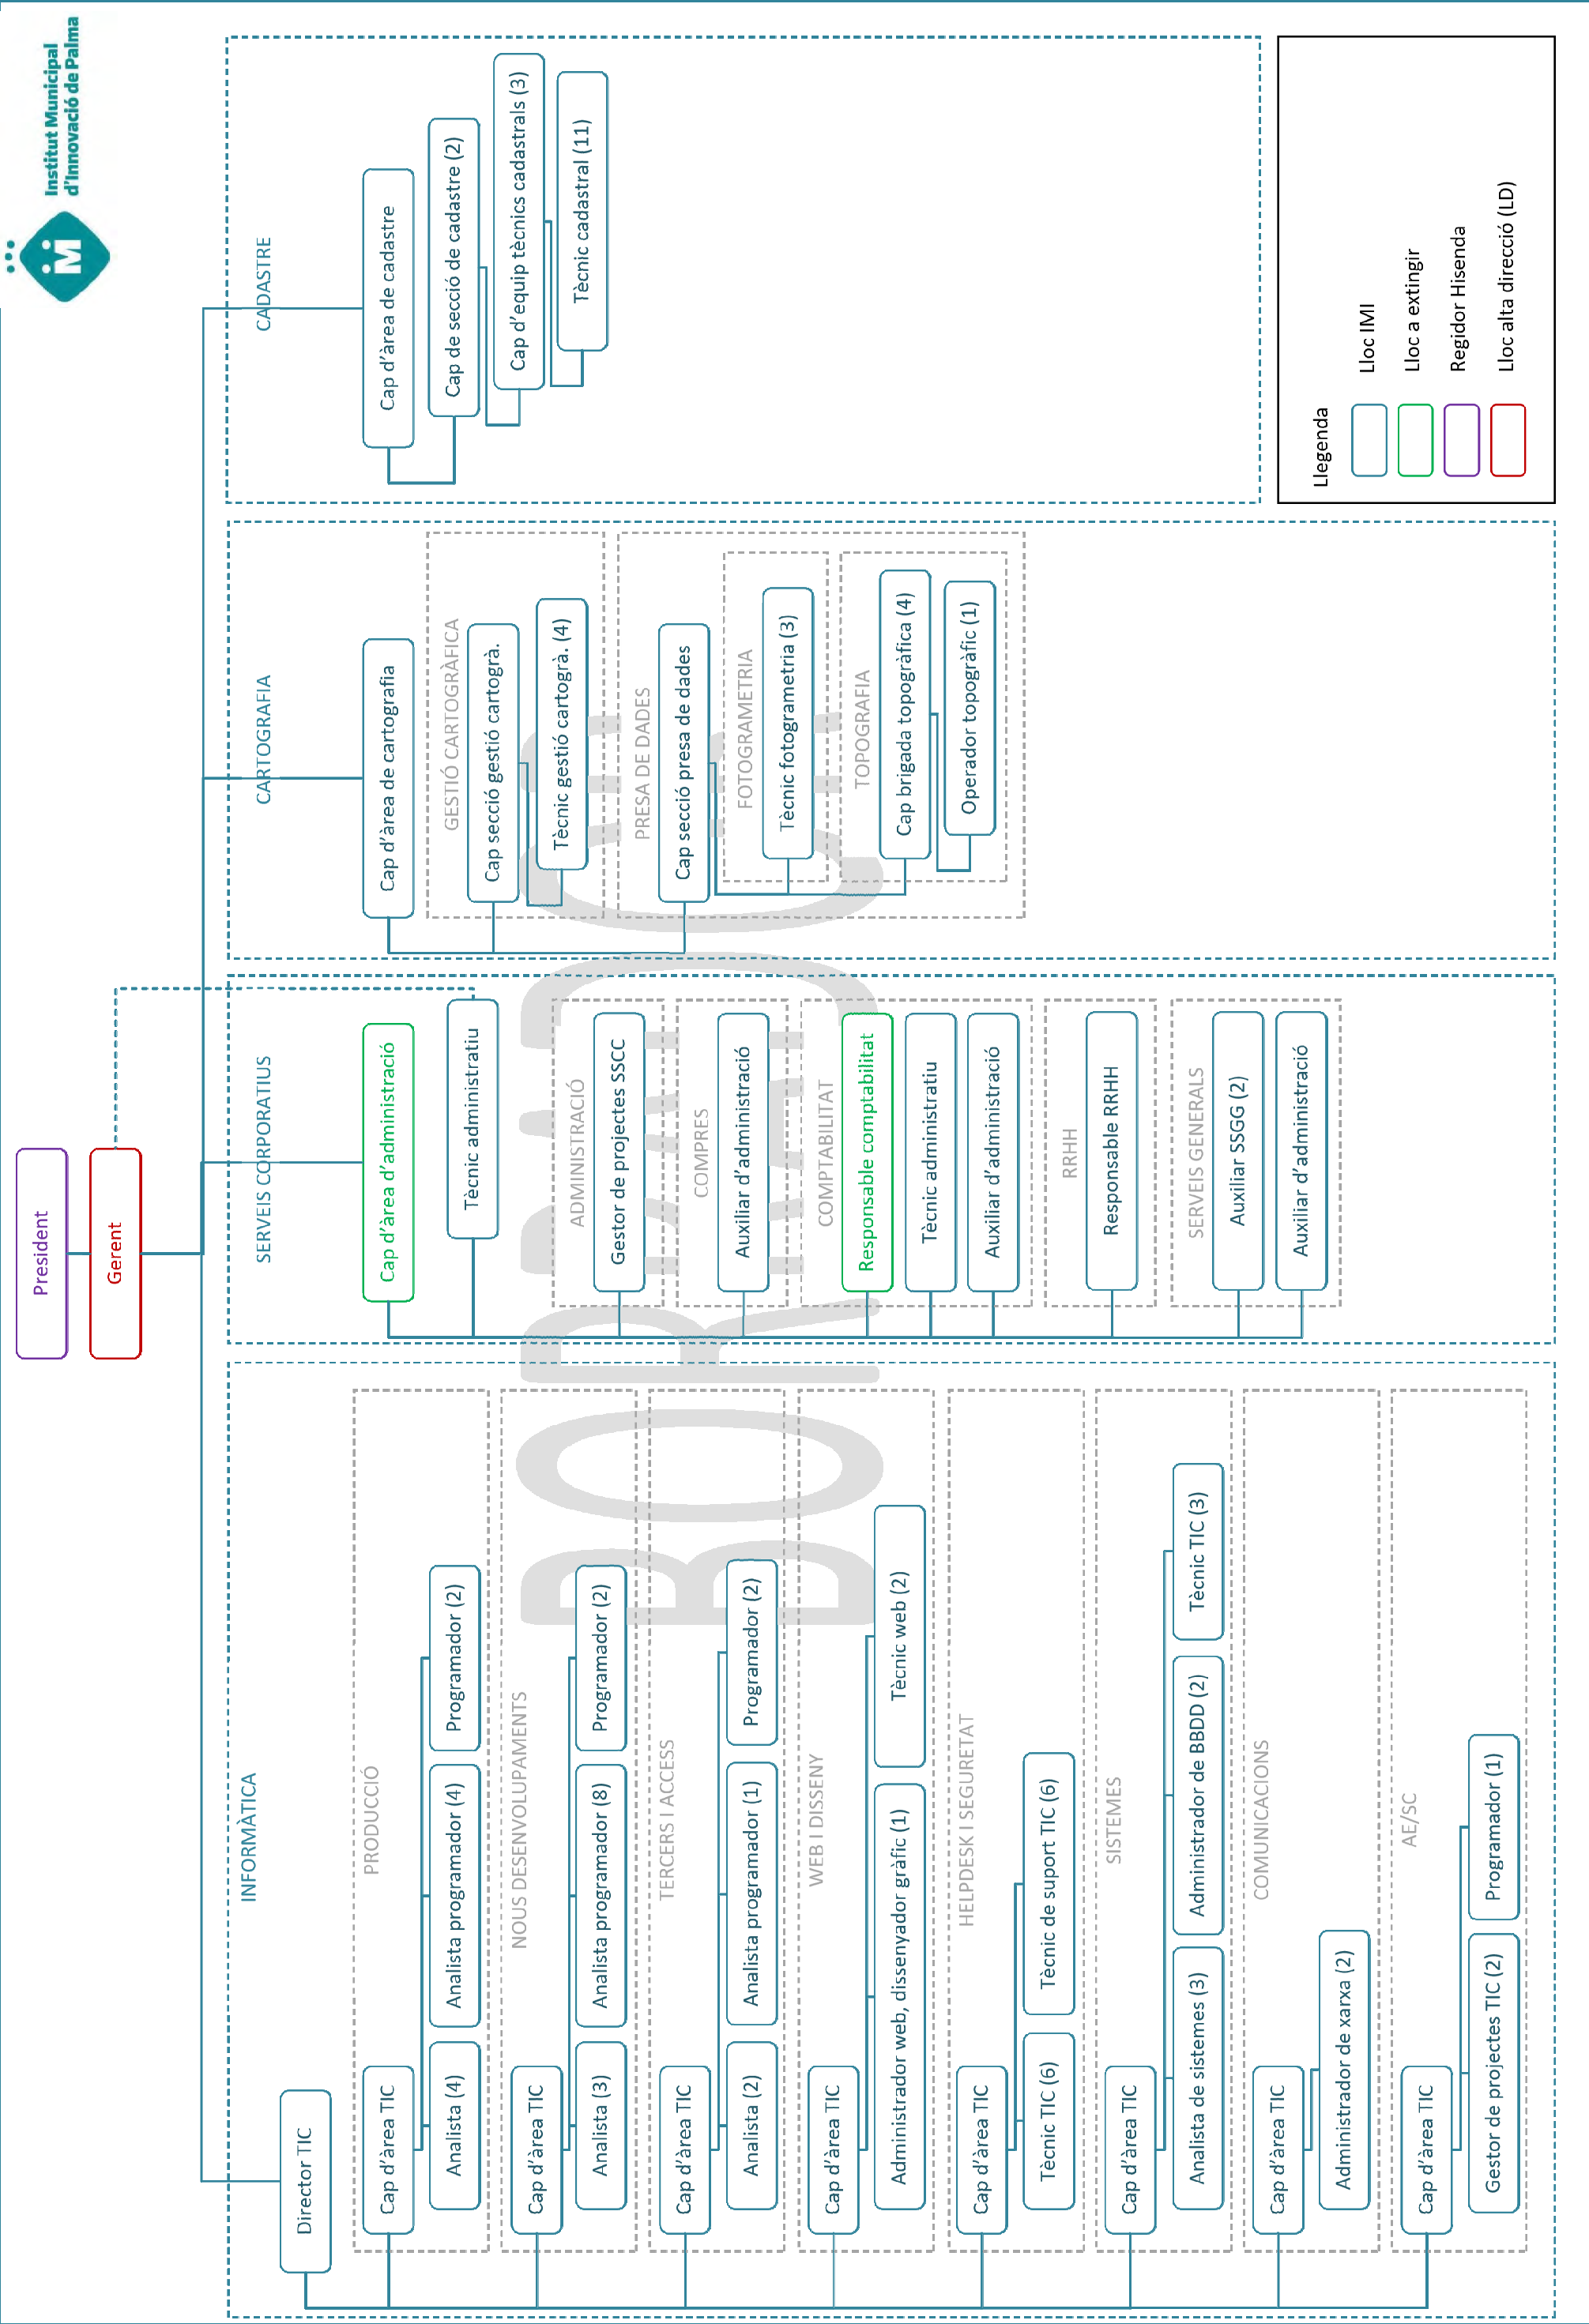 Institut Municipal
d'Innovació de Palma
President
Gerent
INFORMÀTICA
Director TIC
PRODUCCIÓ
Cap d'àrea TIC
Analista (4)
Analista programador (4)
Programador (2)
NOUS DESENVOLUPAMENTS
Cap d'àrea TIC
Analista (3)
Analista programador (8)
Programador (2)
TERCERS I ACCESS
Cap d'àrea TIC
Analista (2)
Analista programador (1)
Programador (2)
WEB I DISSENY
Cap d'àrea TIC
Administrador web, dissenyador gràfic (1)
Tècnic web (2)
HELPDESK I SEGURETAT
Cap d'àrea TIC
Tècnic TIC (6)
Tècnic de suport TIC (6)
SISTEMES
Cap d'àrea TIC
Analista de sistemes (3)
Administrador de BBDD (2)
Tècnic TIC (3)
COMUNICACIONS
Cap d'àrea TIC
Administrador de xarxa (2)
AE/SC
Cap d'àrea TIC
Gestor de projectes TIC (2)
Programador (1)
SERVEIS CORPORATIUS
Cap d'àrea d'administració
Tècnic administratiu
ADMINISTRACIÓ
Gestor de projectes SSCC
COMPRES
Auxiliar d'administració
COMPTABILITAT
Responsable comptabilitat
Tècnic administratiu
Auxiliar d'administració
RRHH
Responsable RRHH
SERVEIS GENERALS
Auxiliar SSGG (2)
Auxiliar d'administració
CARTOGRAFIA
Cap d'àrea de cartografia
GESTIÓ CARTOGRÀFICA
Cap secció gestió cartogrà.
Tècnic gestió cartogrà. (4)
PRESA DE DADES
Cap secció presa de dades
FOTOGRAMETRIA
Tècnic fotogrametria (3)
TOPOGRAFIA
Cap brigada topogràfica (4)
Operador topogràfic (1)
CADASTRE
Cap d'àrea de cadastre
Cap de secció de cadastre (2)
Cap d'equip tècnics cadastrals (3)
Tècnic cadastral (11)
Llegenda
Lloc IMI
Lloc a extingir
Regidor Hisenda
Lloc alta direcció (LD)